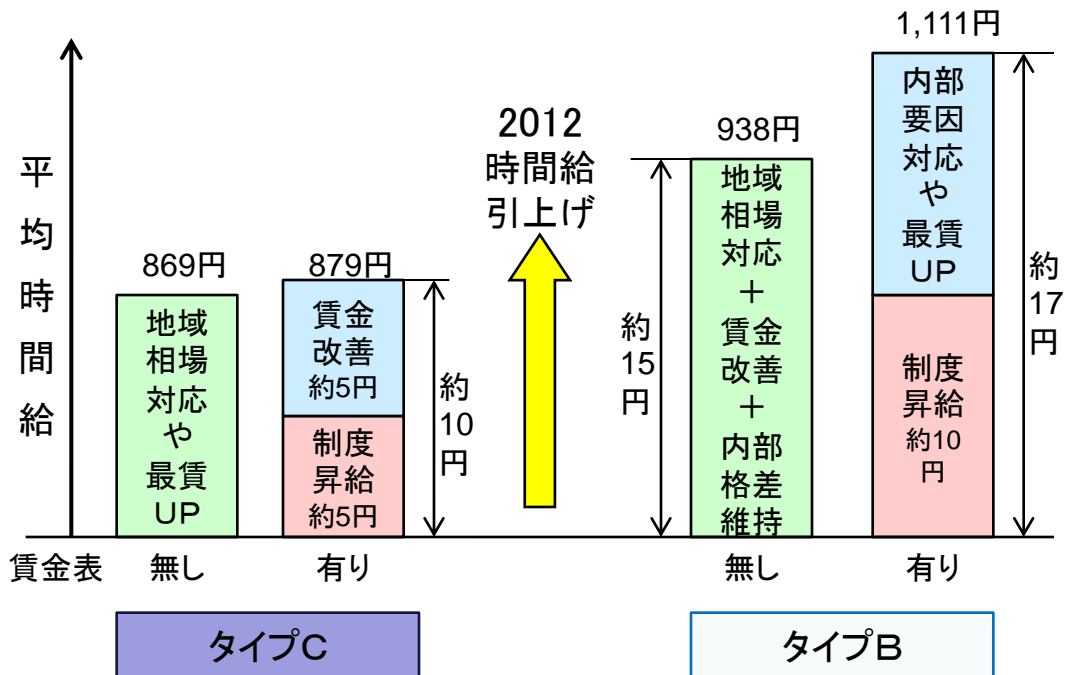 平均時間給
869円
地域
相場
対応
や
最賃
UP
879円
賃金
改善
約5円
制度
昇給
約5円
約
10
円
2012
時間給
引上げ
938円
地域
相場
対応
＋
賃金
改善
＋
内部
格差
維持
約
15
円
1,111円
内部
要因
対応
や
最賃
UP
制度
昇給
約10
円
約
17
円
賃金表 無し 有り 無し 有り
タイプC タイプB